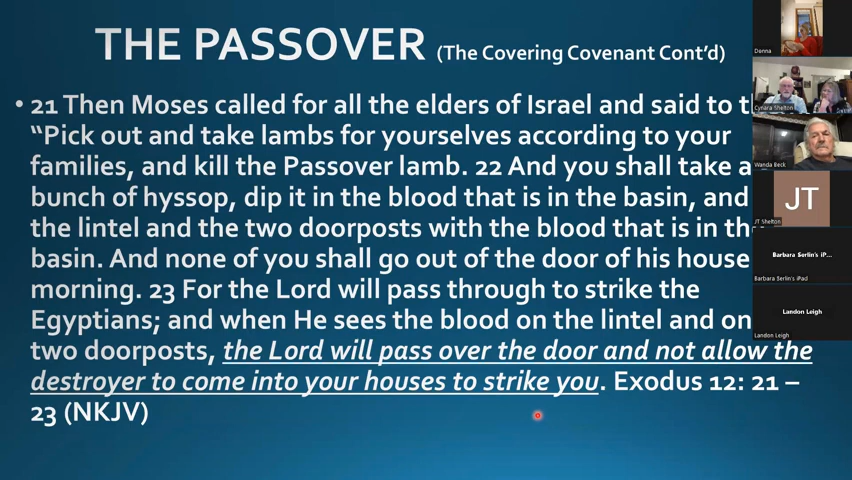 THE PASSOVER (The Covering Covenant Cont'd)
• 21 Then Moses called for all the elders of Israel and said to
“Pick out and take lambs for yourselves according to your
families, and kill the Passover lamb. 22 And you shall take a
bunch of hyssop, dip it in the blood that is in the basin, and
the lintel and the two doorposts with the blood that is in
basin. And none of you shall go out of the door of his house
morning. 23 For the Lord will pass through to strike the
Egyptians; and when He sees the blood on the lintel and on
two doorposts, the Lord will pass over the door and not allow the
destroyer to come into your houses to strike you. Exodus 12: 21 –
23 (NKJV)
Donna
Cynara Shelton
Wanda Beck
JT
JT Shelton
Barbara Serlin's iP...
Barbara Serlin's iPad
Landon Leigh
Landon Leigh